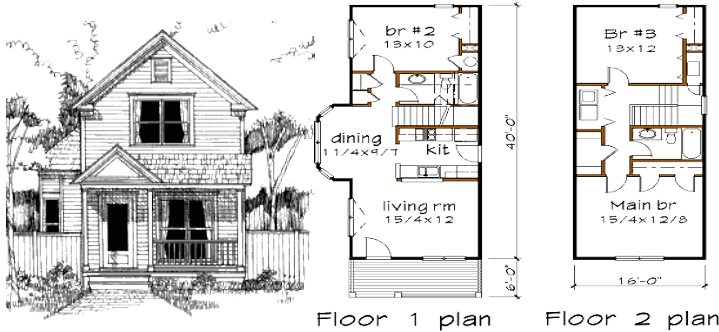 br #2
13x10
dining
11/4x9/7
kit
living rm
15/4x12
40'-0"
6'-0"
Floor 1 plan
Br #3
13x12
Main br
15/4x12/8
16'-0"
Floor 2 plan